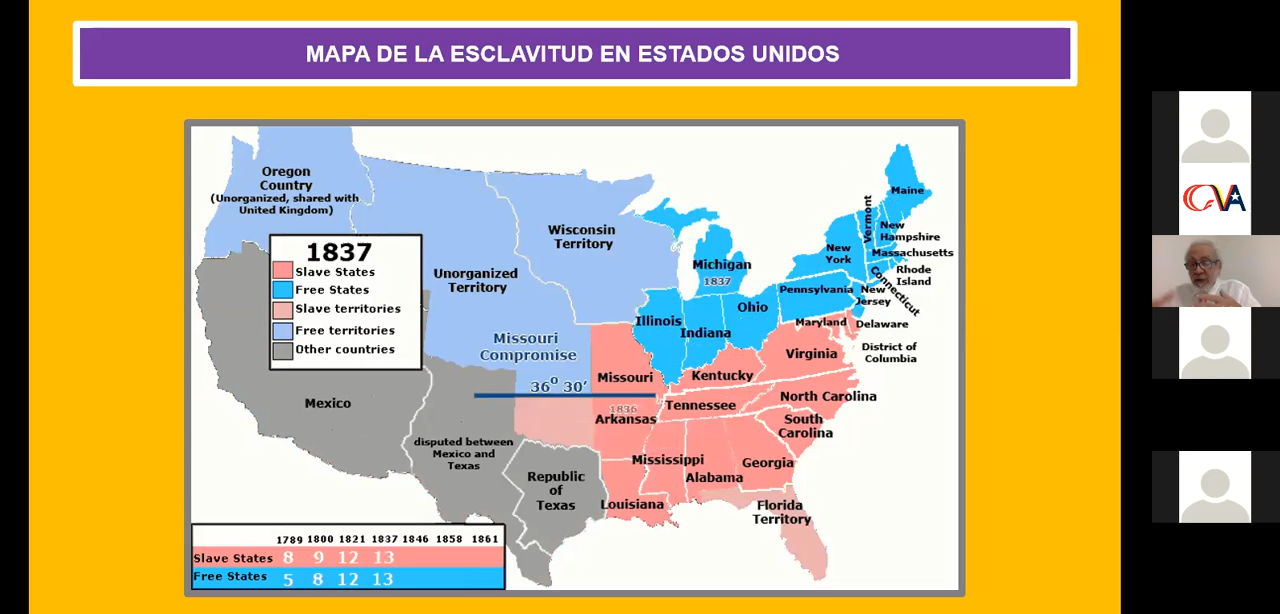 MAPA DE LA ESCLAVITUD EN ESTADOS UNIDOS
Oregon
Country
(Unorganized, shared with
United Kingdom)
1837
Slave States
Free States
Slave territories
Free territories
Other countries
Unorganized
Territory
Wisconsin
Territory
Missouri
Compromise
36° 30′
Michigan
1837
Illinois
Indiana
Ohio
Pennsylvania
New
York
Vermont
Maine
New
Hampshire
Massachusetts
Rhode
Island
Connecticut
New
Jersey
Maryland
Delaware
District of
Columbia
Virginia
Missouri
Kentucky
North Carolina
Tennessee
1836
Arkansas
South
Carolina
Mississippi
Alabama
Georgia
Louisiana
Florida
Territory
Mexico
disputed between
Mexico and
Texas
Republic
of
Texas
1789 1800 1821 1837 1846 1858 1861
Slave States 8 9 12 13
Free States 5 8 12 13
CVA